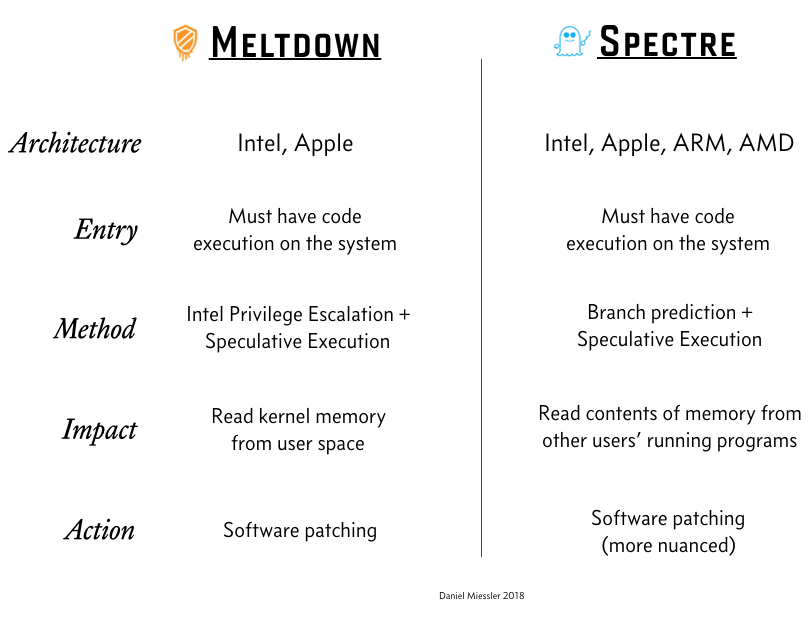 MELTDOWN
SPECTRE
Architecture
Intel, Apple
Intel, Apple, ARM, AMD
Entry
Must have code
execution on the system
Must have code
execution on the system
Method
Intel Privilege Escalation +
Speculative Execution
Branch prediction +
Speculative Execution
Impact
Read kernel memory
from user space
Read contents of memory from
other users’ running programs
Action
Software patching
Software patching
(more nuanced)
Daniel Miessler 2018